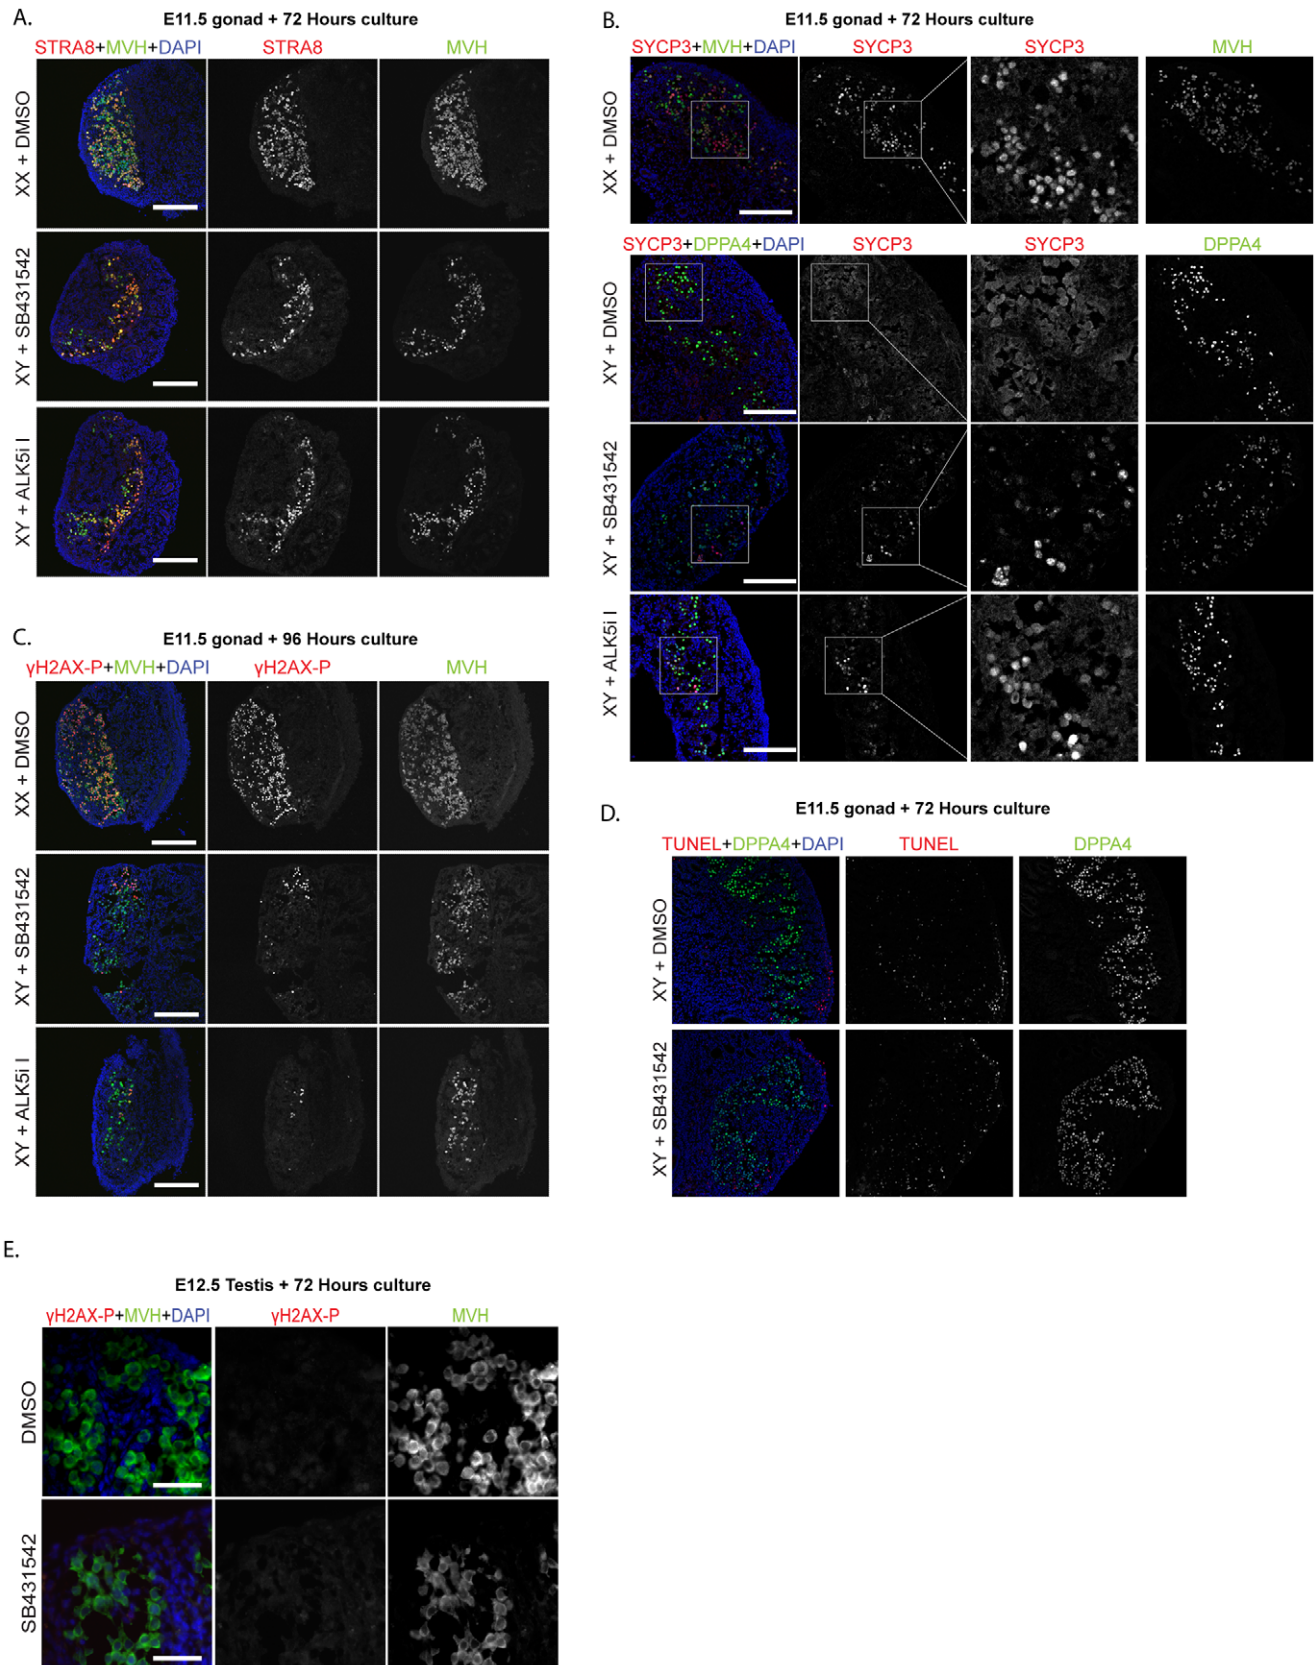 A.
E11.5 gonad + 72 Hours culture
STRA8+MVH+DAPI
STRA8
MVH
XX + DMSO
XY + SB431542
XY + ALK5i I
B.
E11.5 gonad + 72 Hours culture
SYCP3+MVH+DAPI
SYCP3
SYCP3
MVH
XX + DMSO
SYCP3+DPPA4+DAPI
SYCP3
SYCP3
DPPA4
XY + DMSO
XY + SB431542
XY + ALK5i I
C.
E11.5 gonad + 96 Hours culture
γH2AX-P+MVH+DAPI
γH2AX-P
MVH
XX + DMSO
XY + SB431542
XY + ALK5i I
D.
E11.5 gonad + 72 Hours culture
TUNEL+DPPA4+DAPI
TUNEL
DPPA4
XY + DMSO
XY + SB431542
E.
E12.5 Testis + 72 Hours culture
γH2AX-P+MVH+DAPI
γH2AX-P
MVH
DMSO
SB431542